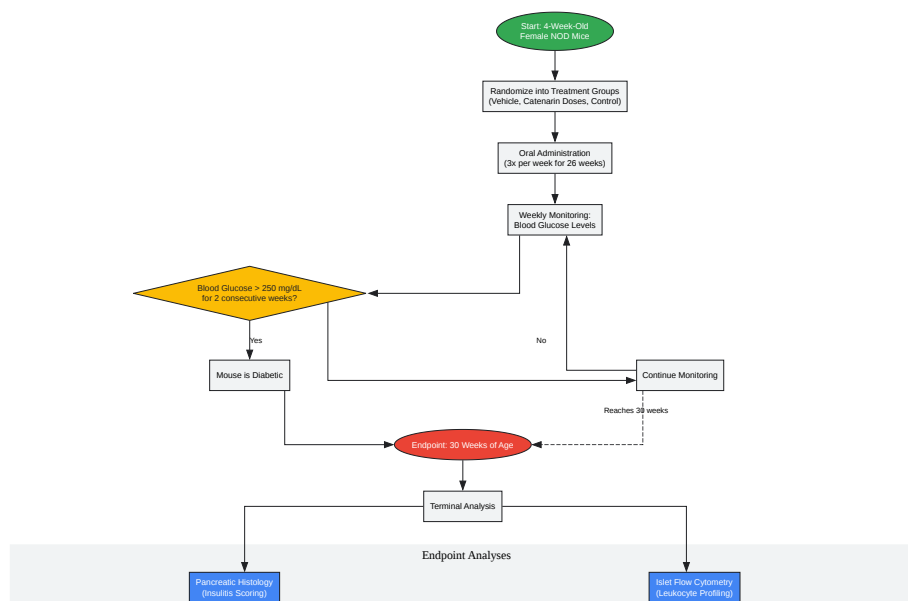 Start: 4-Week-Old
Female NOD Mice
Randomize into Treatment Groups
(Vehicle, Catenarin Doses, Control)
Oral Administration
(3x per week for 26 weeks)
Weekly Monitoring:
Blood Glucose Levels
Blood Glucose > 250 mg/dL
for 2 consecutive weeks?
Yes
No
Mouse is Diabetic
Continue Monitoring
Reaches 30 weeks
Endpoint: 30 Weeks of Age
Terminal Analysis
Endpoint Analyses
Pancreatic Histology
(Insulitis Scoring)
Islet Flow Cytometry
(Leukocyte Profiling)